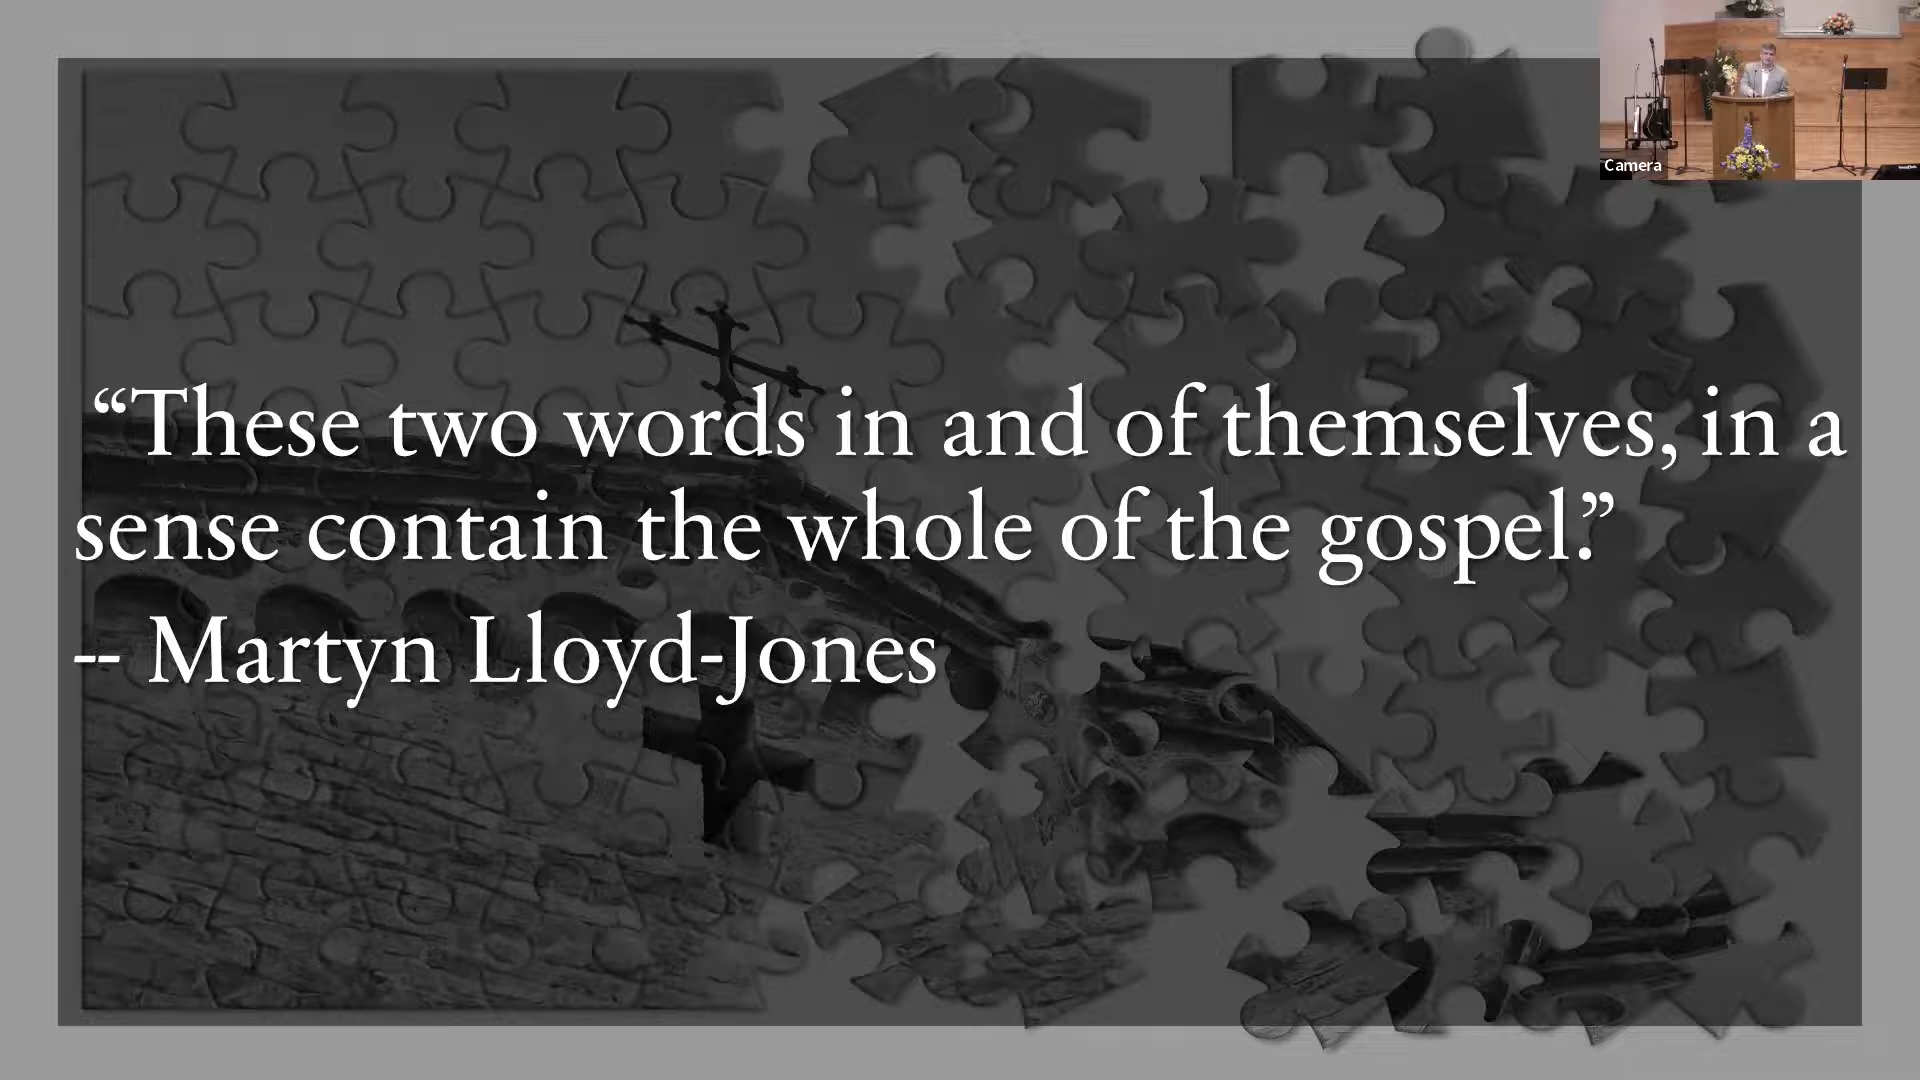 Camera
“These two words in and of themselves, in a
sense contain the whole of the gospel.”
-- Martyn Lloyd-Jones